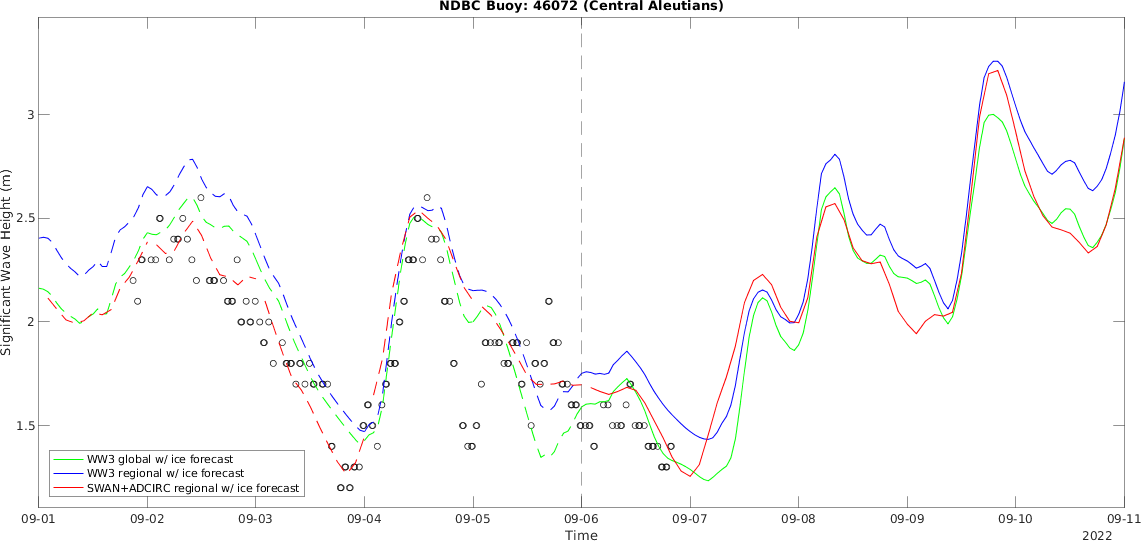 NDBC Buoy: 46072 (Central Aleutians)
Significant Wave Height (m)
3
2.5
2
1.5
WW3 global w/ ice forecast
WW3 regional w/ ice forecast
SWAN+ADCIRC regional w/ ice forecast
09-01 09-02 09-03 09-04 09-05 09-06 09-07 09-08 09-09 09-10 09-11
Time
2022